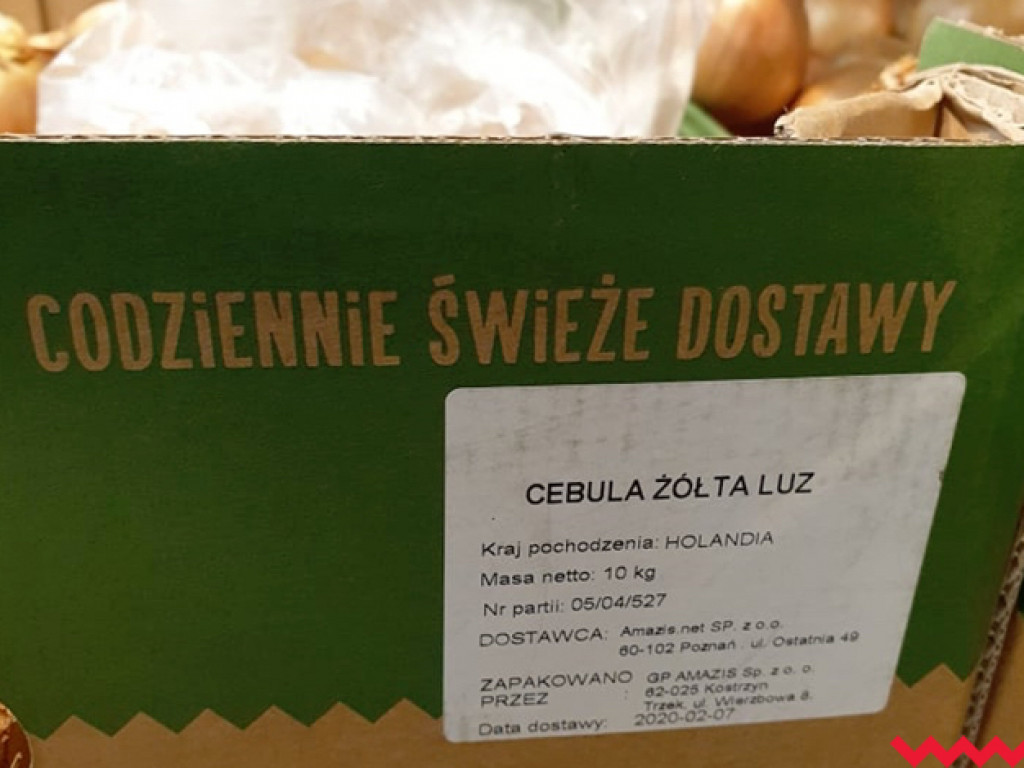 CODZiENNiE ŚWiEŻE DOSTAWY
CEBULA ŻÓŁTA LUZ
Kraj pochodzenia: HOLANDIA
Masa netto: 10 kg
Nr partii: 05/04/527
DOSTAWCA: Amazis.net SP. z o.o.
60-102 Poznań . ul. Ostatnia 49
ZAPAKOWANO PRZEZ : GP AMAZIS Sp. z o. o.
62-025 Kostrzyn
Trzek, ul. Wierzbowa 8.
Data dostawy: 2020-02-07